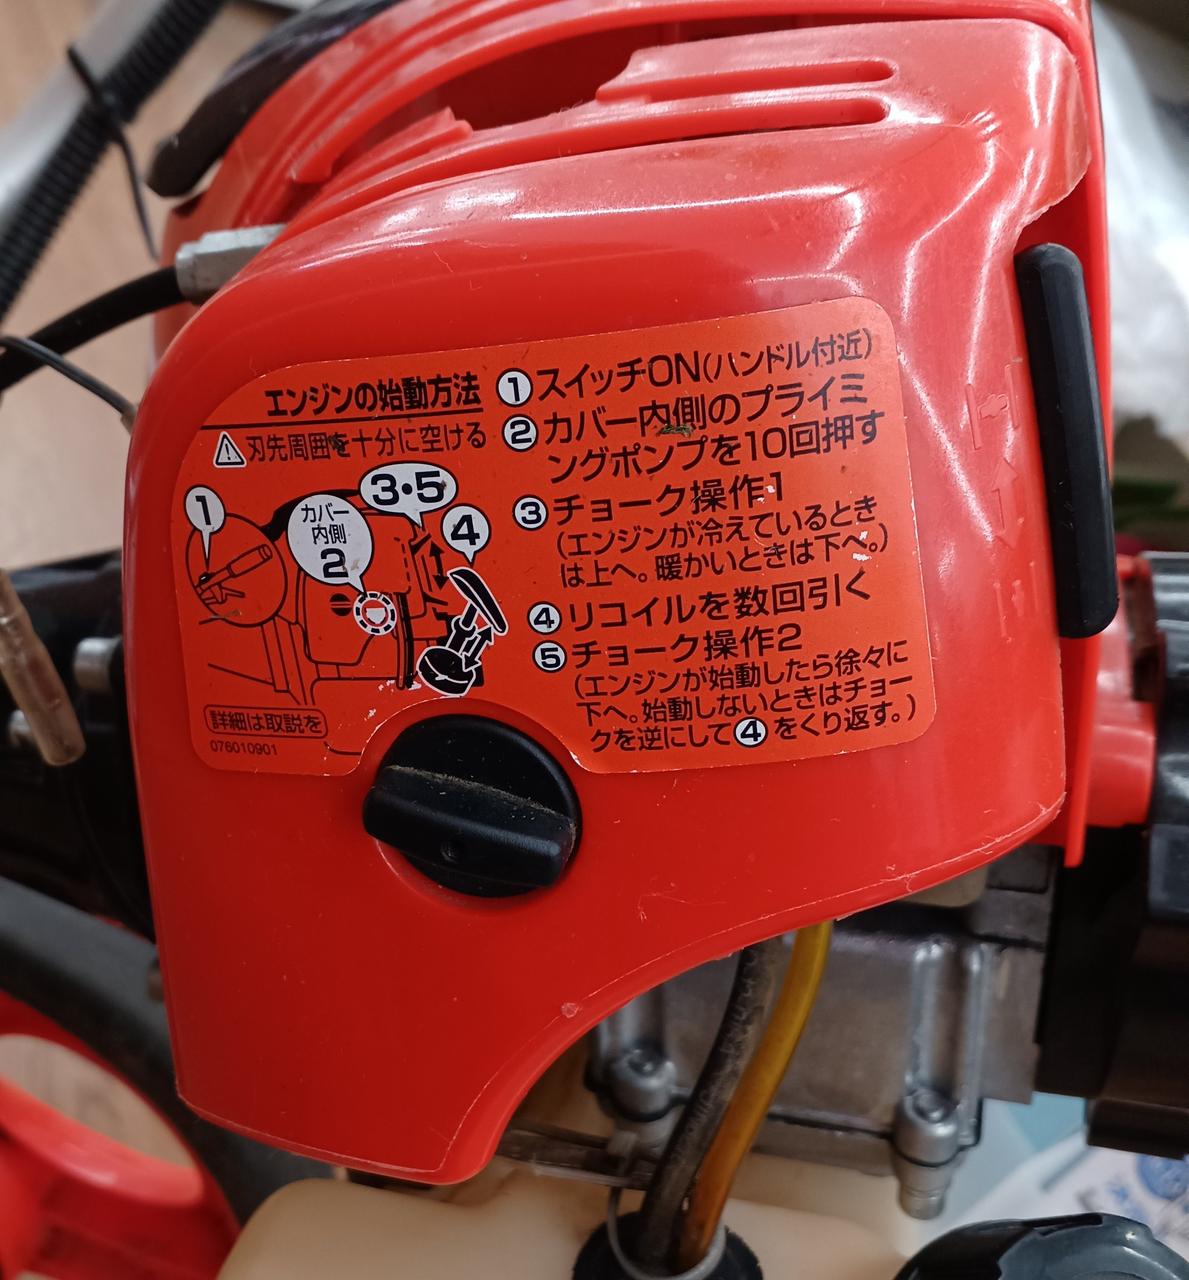 エンジンの始動方法
⚠刃先周囲を十分に空ける
1
カバー
内側
2
3・5
4
詳細は取説を
076010901
①スイッチON(ハンドル付近)
②カバー内側のプライミ
ングポンプを10回押す
③チョーク操作1
(エンジンが冷えているとき
は上へ。暖かいときは下へ。)
④リコイルを数回引く
⑤チョーク操作2
(エンジンが始動したら徐々に
下へ。始動しないときはチョー
クを逆にして④をくり返す。)